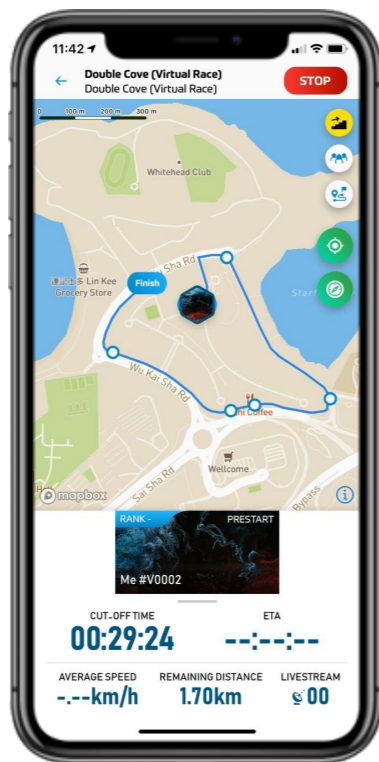 11:42
Double Cove (Virtual Race)
Double Cove (Virtual Race)
STOP
0 100 m 200 m 300 m
Whitehead Club
Sha Rd
Lin Kee
Grocery Store
Finish
Start
Wu Kai Sha Rd
Coffee
Sai Sha Rd
Wellcome
Bypass
mapbox
RANK -
PRESTART
Me #V0002
CUT-OFF TIME
ETA
00:29:24
--:--:--
AVERAGE SPEED
REMAINING DISTANCE
LIVESTREAM
-.--km/h
1.70km
00